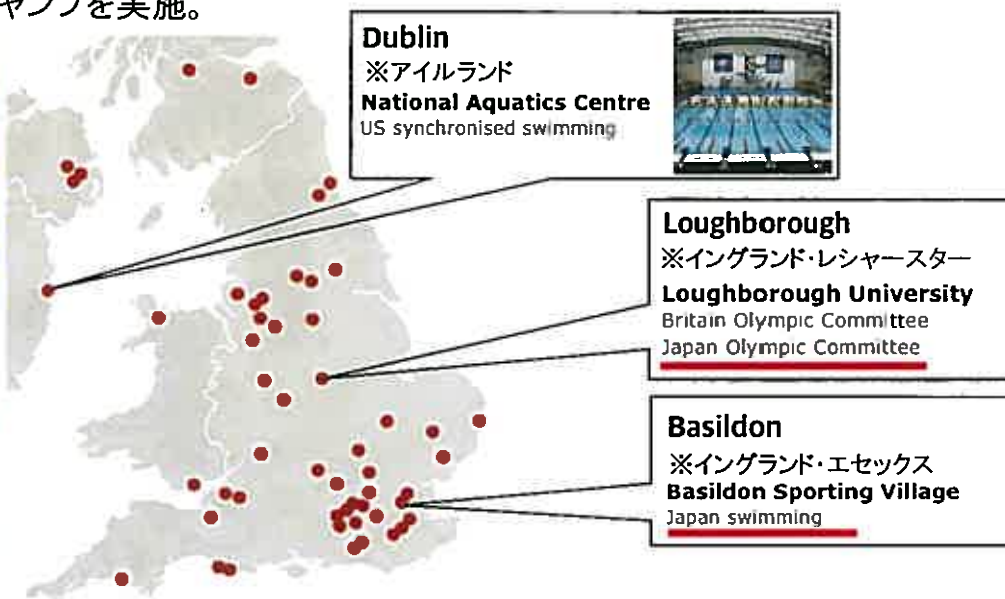 ャンプを実施。
Dublin
※アイルランド
National Aquatics Centre
US synchronised swimming
Loughborough
※イングランド・レシャースター
Loughborough University
Britain Olympic Committee
Japan Olympic Committee
Basildon
※イングランド・エセックス
Basildon Sporting Village
Japan swimming